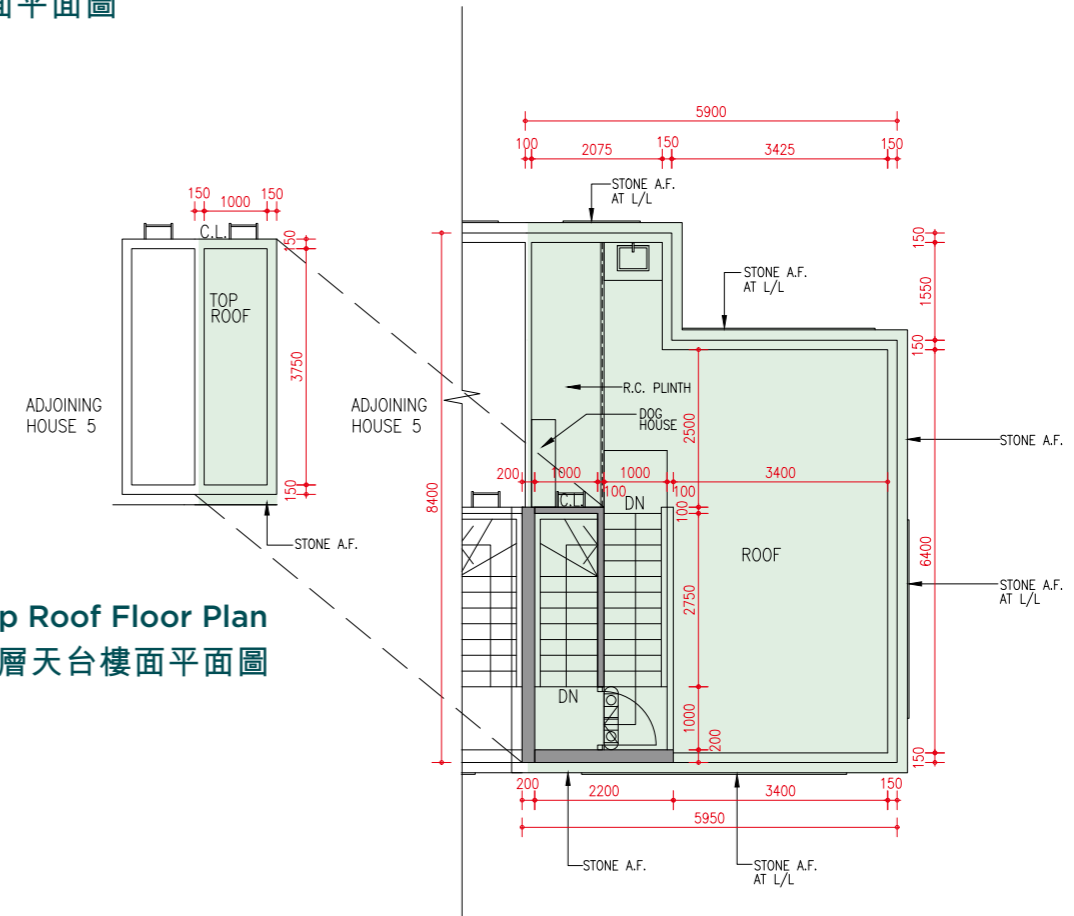 面平面圖
5900
100
2075
150
3425
150
STONE A.F.
AT L/L
150
1000
150
C.L.
150
TOP
ROOF
3750
150
ADJOINING
HOUSE 5
STONE A.F.
p Roof Floor Plan
層天台樓面平面圖
ADJOINING
HOUSE 5
8400
STONE A.F.
AT L/L
150
1550
150
R.C. PLINTH
DOG
HOUSE
2500
STONE A.F.
200
1000
1000
3400
100
100
C.L.
DN
100
ROOF
6400
2750
STONE A.F.
AT L/L
DN
1000
200
150
200
2200
3400
150
5950
STONE A.F.
STONE A.F.
AT L/L